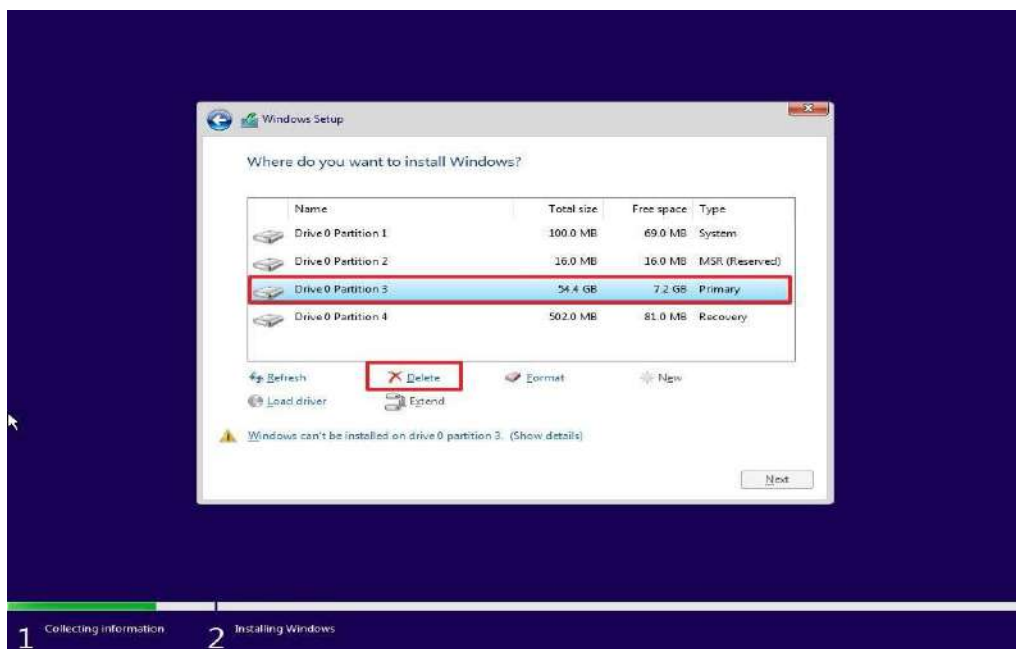 Windows Setup
Where do you want to install Windows?
Name Total size Free space Type
Drive 0 Partition 1 100.0 MB 69.0 MB System
Drive 0 Partition 2 16.0 MB 16.0 MB MSR (Reserved)
Drive 0 Partition 3 54.4 GB 7.2 GB Primary
Drive 0 Partition 4 502.0 MB 81.0 MB Recovery
Refresh Delete Format New
Load driver Extend
Windows can't be installed on drive 0 partition 3. (Show details)
Next
1 Collecting information 2 Installing Windows